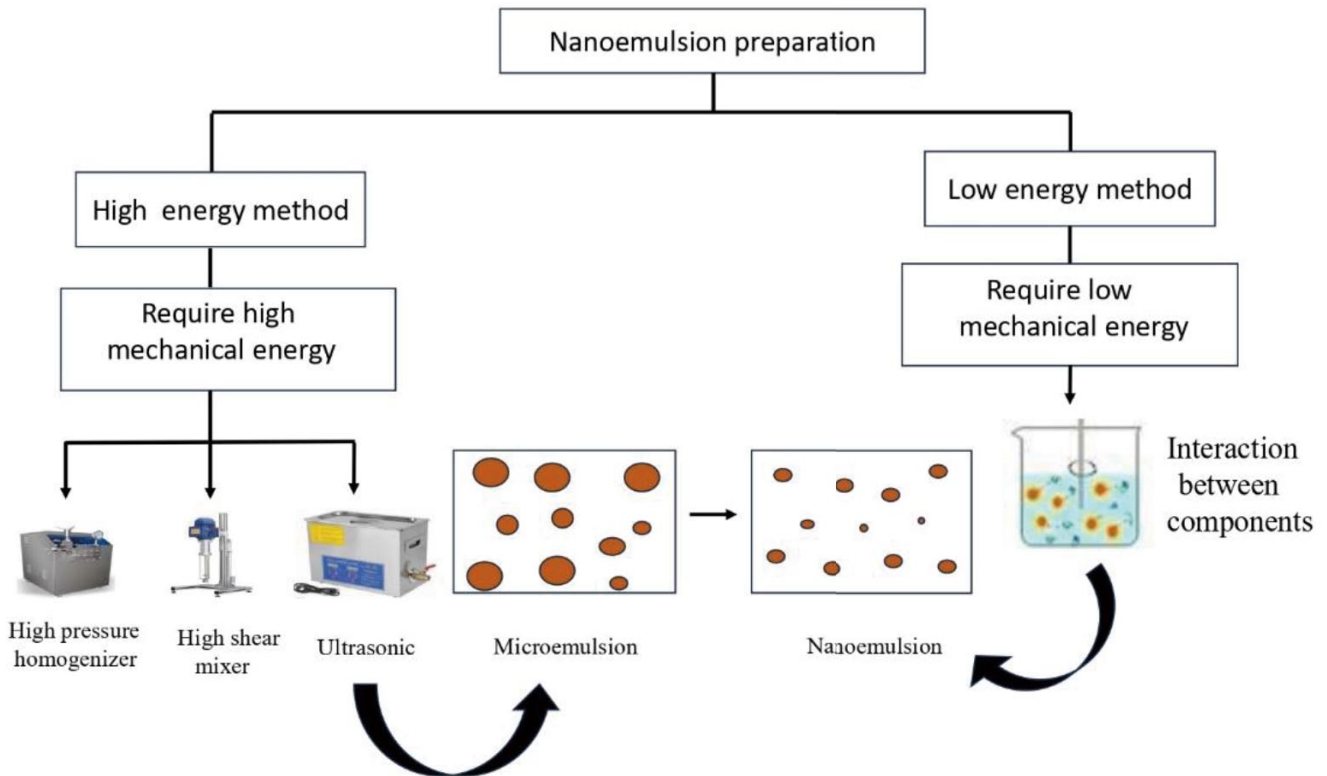 Nanoemulsion preparation
High energy method
Low energy method
Require high
mechanical energy
Require low
mechanical energy
Interaction
between
components
High pressure
homogenizer
High shear
mixer
Ultrasonic
Microemulsion
Nanoemulsion